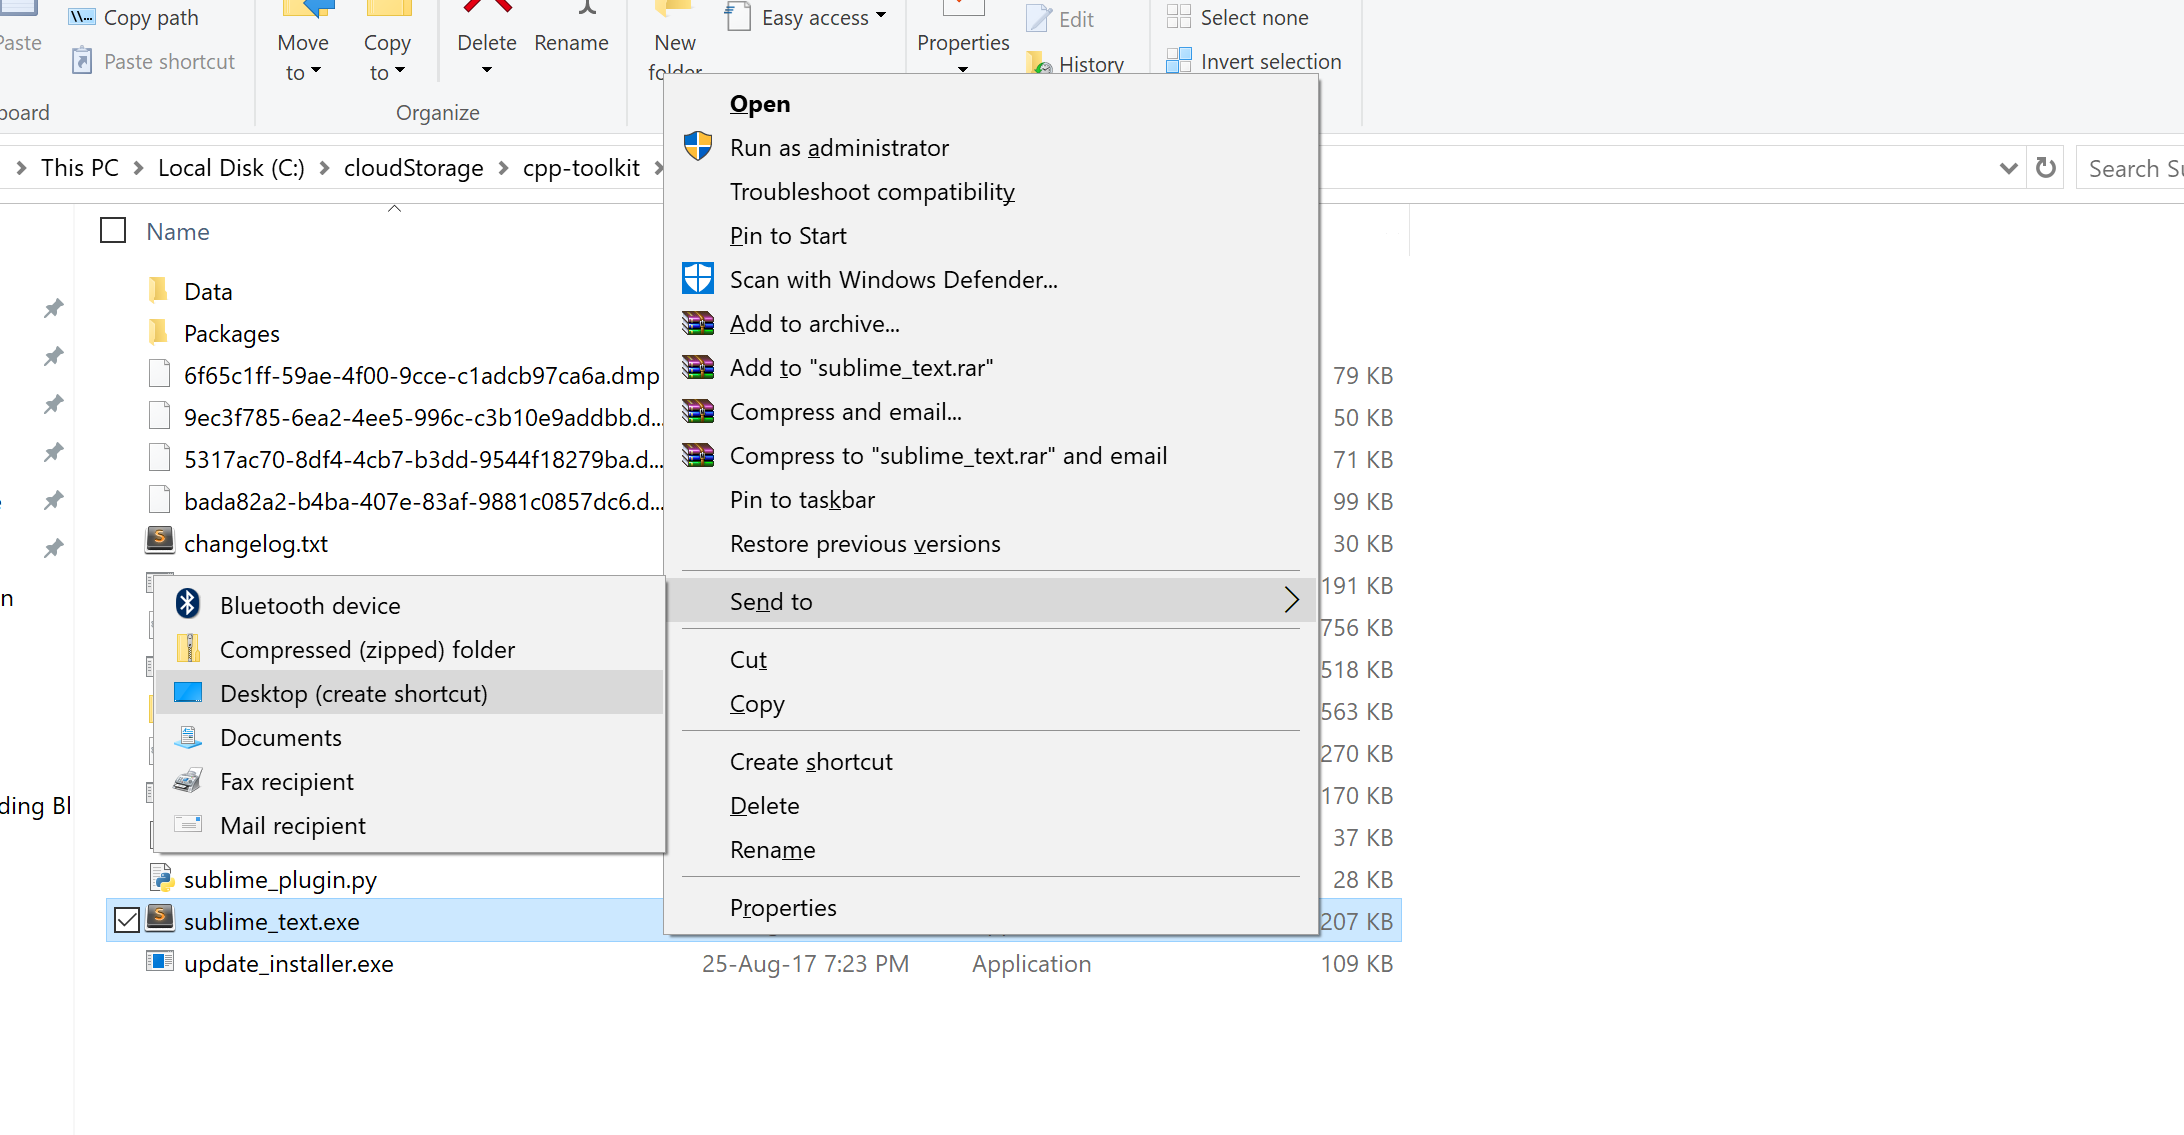 Copy path
Paste
Paste shortcut
Move to
Copy to
Delete
Rename
New folder
Easy access
Properties
Edit
History
Select none
Invert selection
board
Organize
This PC
Local Disk (C:)
cloudStorage
cpp-toolkit
Search Su
Name
Data
Packages
6f65c1ff-59ae-4f00-9cce-c1adcb97ca6a.dmp
79 KB
9ec3f785-6ea2-4ee5-996c-c3b10e9addbb.d...
50 KB
5317ac70-8df4-4cb7-b3dd-9544f18279ba.d...
71 KB
bada82a2-b4ba-407e-83af-9881c0857dc6.d...
99 KB
changelog.txt
30 KB
191 KB
756 KB
518 KB
563 KB
270 KB
170 KB
37 KB
n
ding Bl
sublime_plugin.py
28 KB
sublime_text.exe
207 KB
update_installer.exe
25-Aug-17 7:23 PM
Application
109 KB
Open
Run as administrator
Troubleshoot compatibility
Pin to Start
Scan with Windows Defender...
Add to archive...
Add to "sublime_text.rar"
Compress and email...
Compress to "sublime_text.rar" and email
Pin to taskbar
Restore previous versions
Send to
Cut
Copy
Create shortcut
Delete
Rename
Properties
Bluetooth device
Compressed (zipped) folder
Desktop (create shortcut)
Documents
Fax recipient
Mail recipient